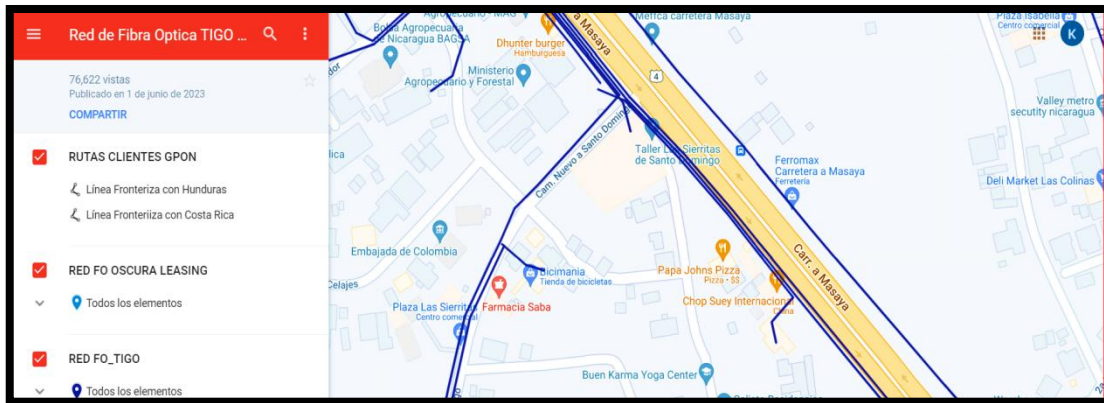 Red de Fibra Optica TIGO ...
76,622 vistas
Publicado en 1 de junio de 2023
COMPARTIR
RUTAS CLIENTES GPON
Línea Fronteriza con Hunduras
Línea Fronteriiza con Costa Rica
RED FO OSCURA LEASING
Todos los elementos
RED FO_TIGO
Todos los elementos
Agropecuario - MAG
Bolsa Agropecuaria
de Nicaragua BAGSA
Dhunter burger
Hamburguesa
Ministerio
Agropecuario y Forestal
Meffca carretera Masaya
a Masaya
4
Plaza Isabella
Centro comercial
K
Valley metro
secutity nicaragua
Cam. Nuevo a Santo Domingo
Taller Las Sierritas
de Santo Domingo
Ferromax
Carretera a Masaya
Ferretería
Deli Market Las Colinas
Embajada de Colombia
Celajes
Bicimania
Tienda de bicicletas
Papa Johns Pizza
Pizza • $$
Carr. a Masaya
Plaza Las Sierritas
Centro comercial
Farmacia Saba
Chop Suey Internacional
China
Buen Karma Yoga Center